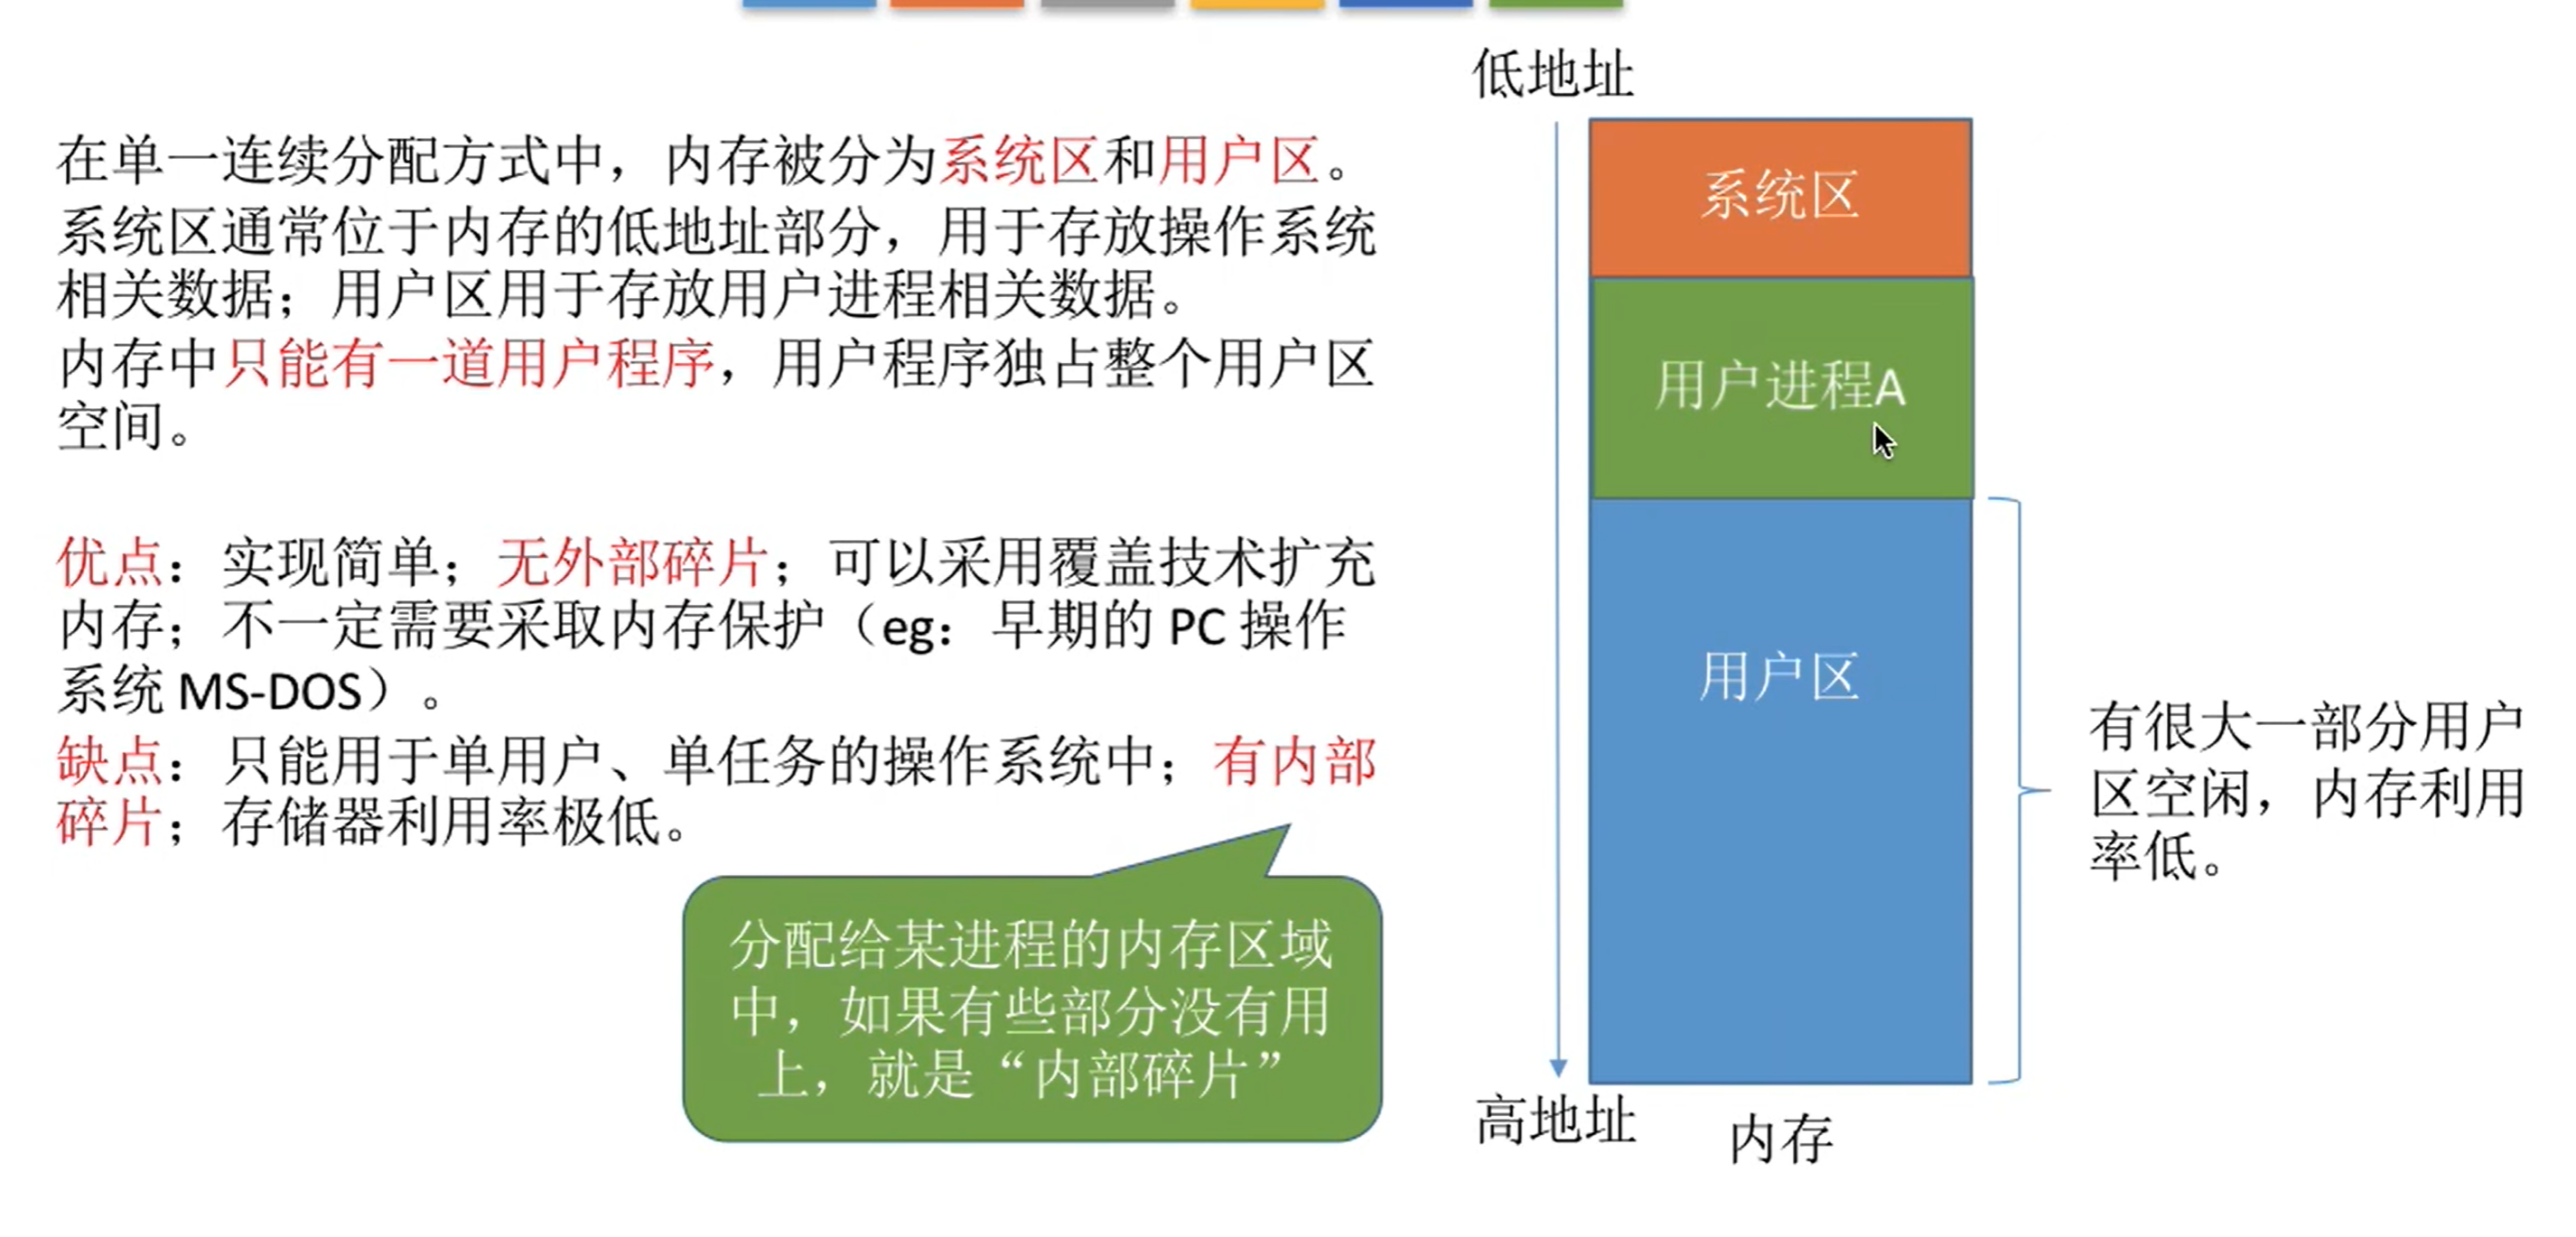 在单一连续分配方式中，内存被分为系统区和用户区。
系统区通常位于内存的低地址部分，用于存放操作系统
相关数据；用户区用于存放用户进程相关数据。
内存中只能有一道用户程序，用户程序独占整个用户区
空间。
优点：实现简单；无外部碎片；可以采用覆盖技术扩充
内存；不一定需要采取内存保护（eg：早期的 PC 操作
系统 MS-DOS）。
缺点：只能用于单用户、单任务的操作系统中；有内部
碎片；存储器利用率极低。
分配给某进程的内存区域
中，如果有些部分没有用
上，就是“内部碎片”
低地址
系统区
用户进程A
用户区
有很大一部分用户
区空闲，内存利用
率低。
高地址
内存